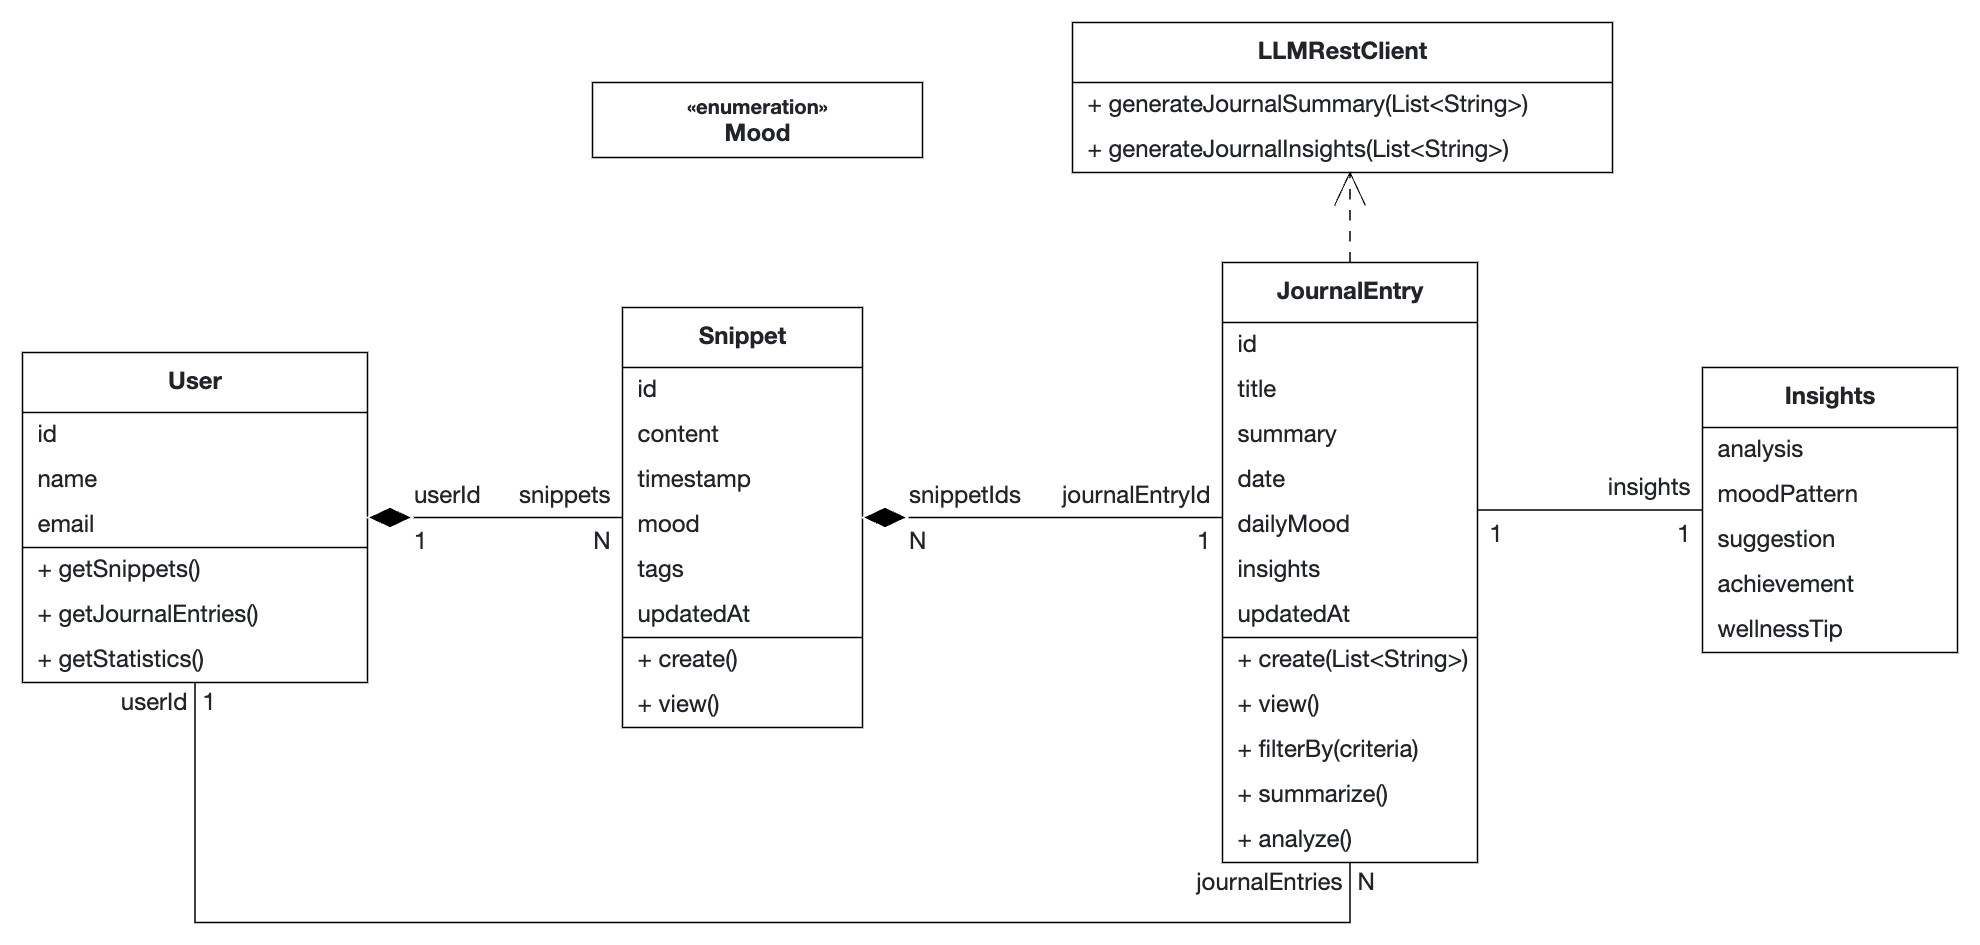 LLMRestClient
+ generateJournalSummary(List<String>)
+ generateJournalInsights(List<String>)
«enumeration»
Mood
User
id
name
email
+ getSnippets()
+ getJournalEntries()
+ getStatistics()
userId snippets
1 N
Snippet
id
content
timestamp
mood
tags
updatedAt
+ create()
+ view()
snippetIds journalEntryId
N 1
JournalEntry
id
title
summary
date
dailyMood
insights
updatedAt
+ create(List<String>)
+ view()
+ filterBy(criteria)
+ summarize()
+ analyze()
insights
1 1
Insights
analysis
moodPattern
suggestion
achievement
wellnessTip
userId 1
journalEntries N